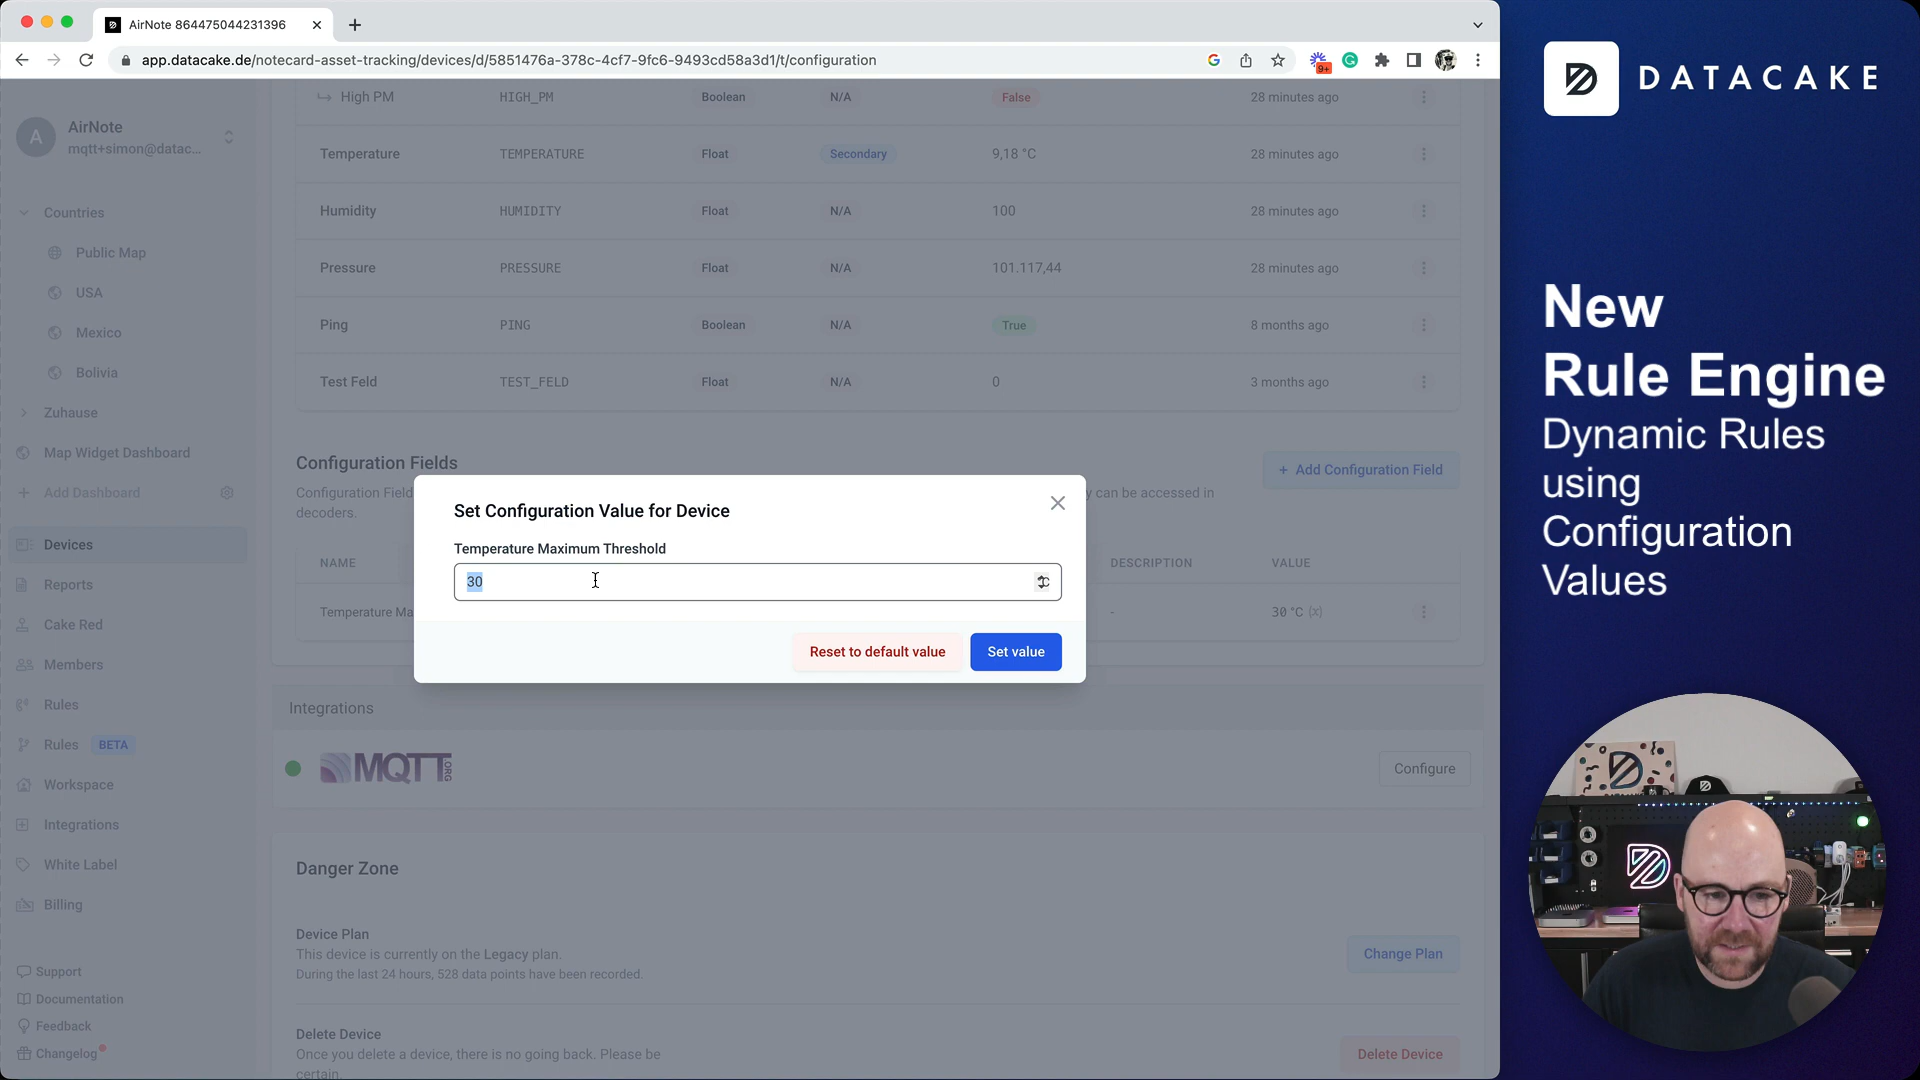 AirNote 864475044231396
app.datacake.de/notecard-asset-tracking/devices/d/5851476a-378c-4cf7-9fc6-9493cd58a3d1/t/configuration
9+
DATACAKE
A
AirNote
mqtt+simon@datac...
Countries
Public Map
USA
Mexico
Bolivia
Zuhause
Map Widget Dashboard
Add Dashboard
Devices
Reports
Cake Red
Members
Rules
Rules BETA
Workspace
Integrations
White Label
Billing
Support
Documentation
Feedback
Changelog
High PM HIGH_PM Boolean N/A False 28 minutes ago
Temperature TEMPERATURE Float Secondary 9,18 °C 28 minutes ago
Humidity HUMIDITY Float N/A 100 28 minutes ago
Pressure PRESSURE Float N/A 101.117,44 28 minutes ago
Ping PING Boolean N/A True 8 months ago
Test Feld TEST_FELD Float N/A 0 3 months ago
Configuration Fields
+ Add Configuration Field
Configuration Field
y can be accessed in
decoders.
NAME DESCRIPTION VALUE
Temperature Ma - 30 °C (x)
Set Configuration Value for Device
Temperature Maximum Threshold
30
Reset to default value
Set value
Integrations
MQTT.ORG
Configure
Danger Zone
Device Plan
This device is currently on the Legacy plan.
During the last 24 hours, 528 data points have been recorded.
Change Plan
Delete Device
Once you delete a device, there is no going back. Please be
certain.
Delete Device
New
Rule Engine
Dynamic Rules
using
Configuration
Values